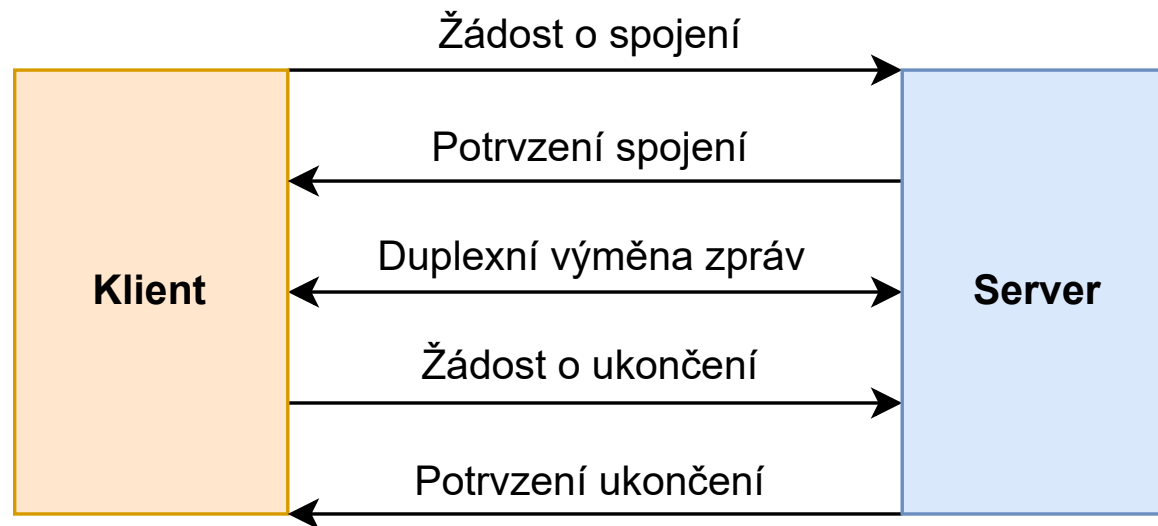 Žádost o spojení
Potrvzení spojení
Duplexní výměna zpráv
Klient
Server
Žádost o ukončení
Potrvzení ukončení